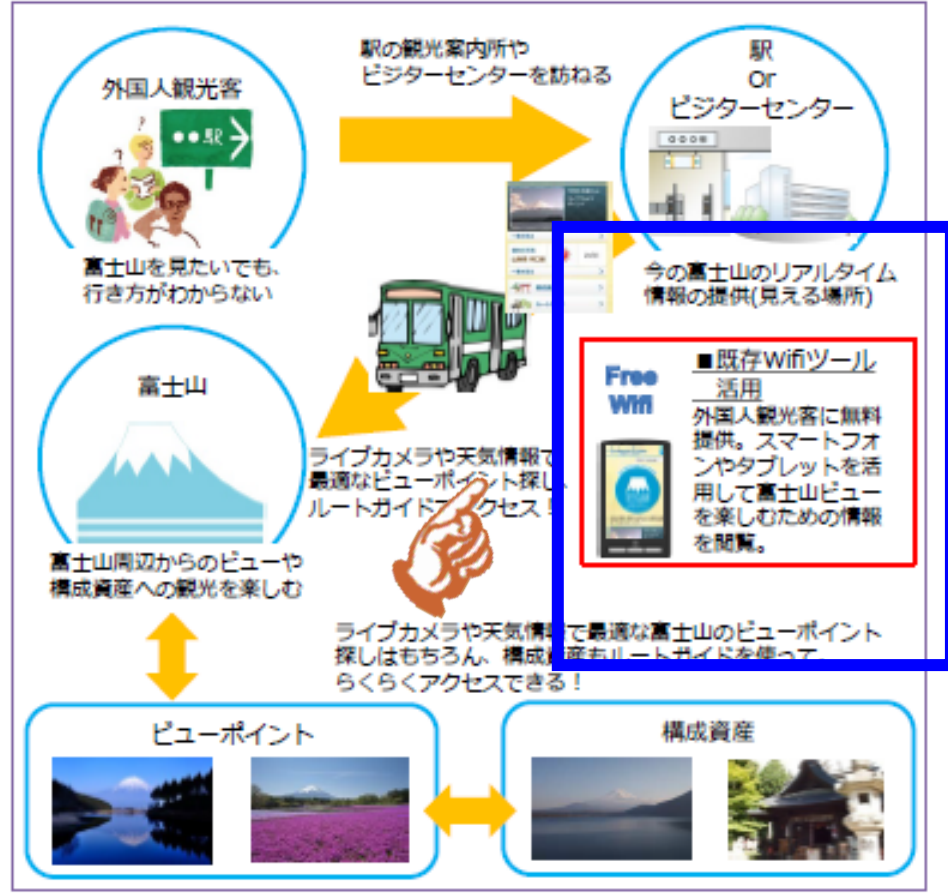 外国人観光客
●●駅
富士山を見たいでも、
行き方がわからない
駅の観光案内所や
ビジターセンターを訪ねる
駅
Or
ビジターセンター
今の富士山のリアルタイム
情報の提供(見える場所)
Free
Wifi
■既存Wifiツール
活用
外国人観光客に無料
提供。スマートフォ
ンやタブレットを活
用して富士山ビュー
を楽しむための情報
を閲覧。
富士山
ライブカメラや天気情報で
最適なビューポイント探し、
ルートガイドで クセス!
富士山周辺からのビューや
構成資産への観光を楽しむ
ライブカメラや天気情報で最適な富士山のビューポイント
探しはもちろん、構成資産もルートガイドを使って、
らくらくアクセスできる!
ビューポイント
構成資産